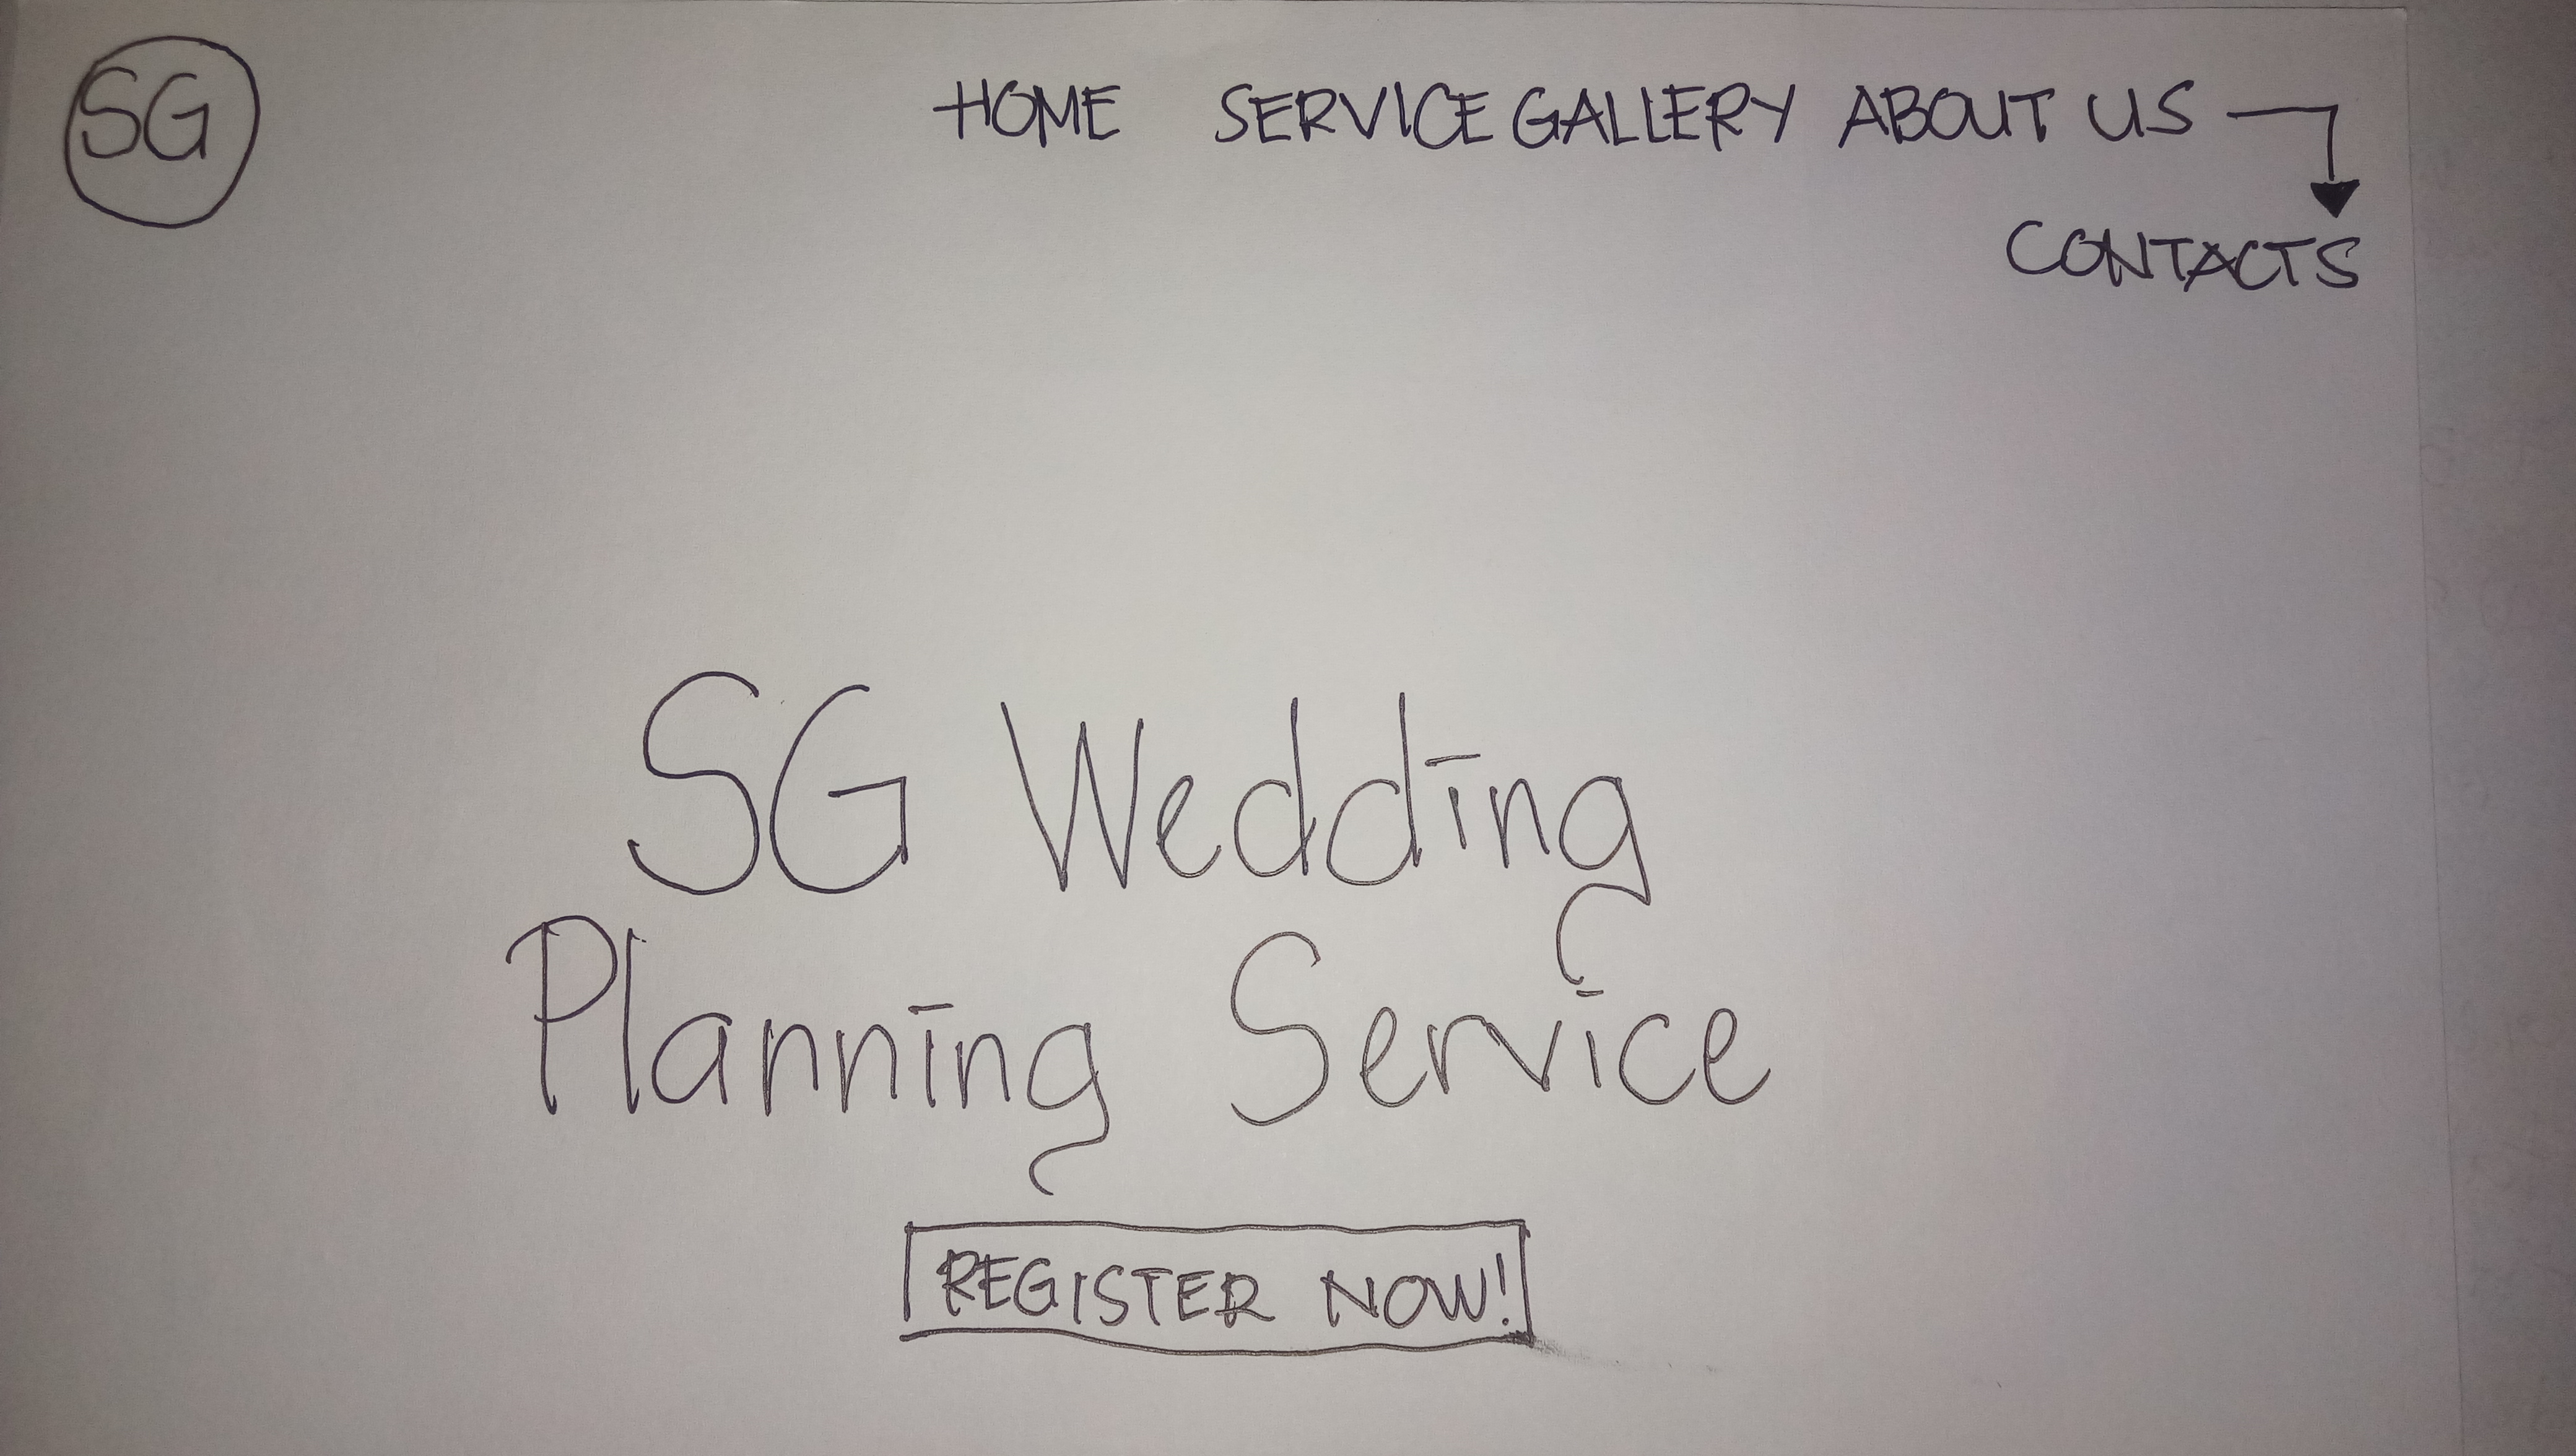 SG
HOME SERVICE GALLERY ABOUT US
CONTACTS
SG Wedding
Planning Service
REGISTER NOW!